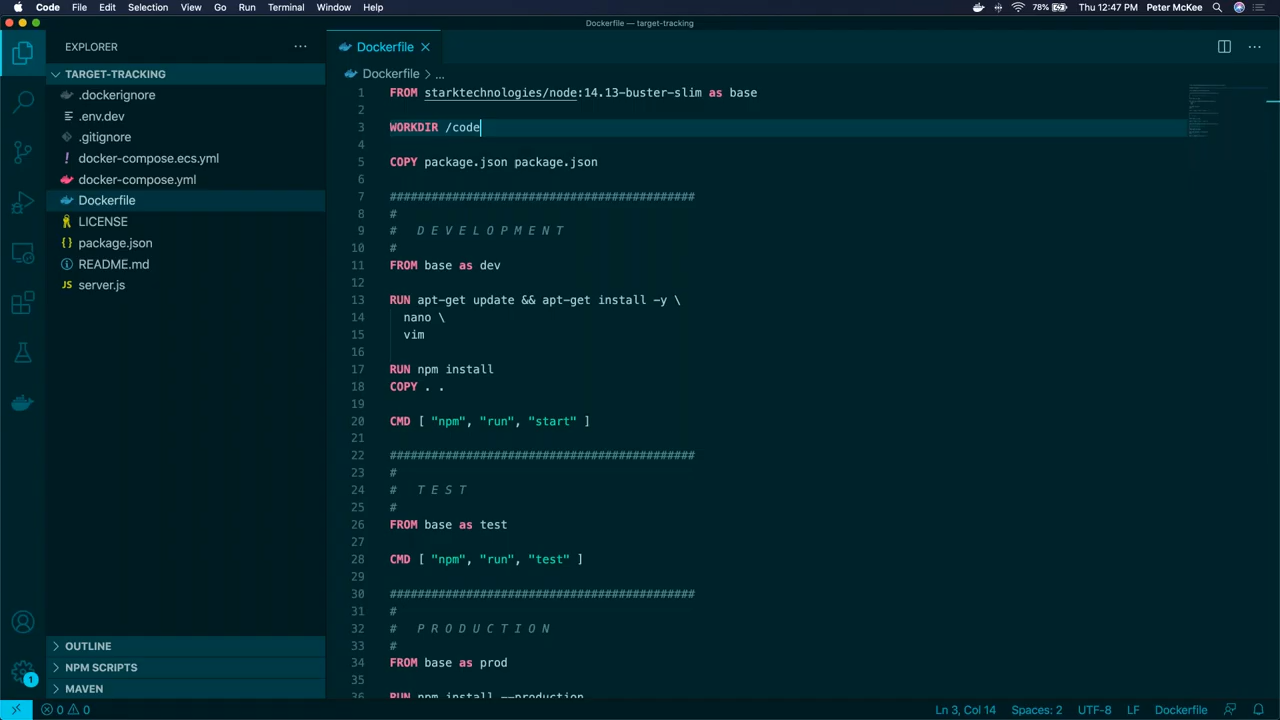 Code File Edit Selection View Go Run Terminal Window Help 78% Thu 12:47 PM Peter McKee
Dockerfile — target-tracking
EXPLORER
TARGET-TRACKING
.dockerignore
.env.dev
.gitignore
! docker-compose.ecs.yml
docker-compose.yml
Dockerfile
LICENSE
{} package.json
README.md
JS server.js
OUTLINE
NPM SCRIPTS
MAVEN
1
Dockerfile
Dockerfile > ...
1 FROM starktechnologies/node:14.13-buster-slim as base
2
3 WORKDIR /code
4
5 COPY package.json package.json
6
7 ############################################
8 #
9 # D E V E L O P M E N T
10 #
11 FROM base as dev
12
13 RUN apt-get update && apt-get install -y \
14 nano \
15 vim
16
17 RUN npm install
18 COPY . .
19
20 CMD [ "npm", "run", "start" ]
21
22 ############################################
23 #
24 # T E S T
25 #
26 FROM base as test
27
28 CMD [ "npm", "run", "test" ]
29
30 ############################################
31 #
32 # P R O D U C T I O N
33 #
34 FROM base as prod
35
36 RUN npm install --production
0 0 Ln 3, Col 14 Spaces: 2 UTF-8 LF Dockerfile